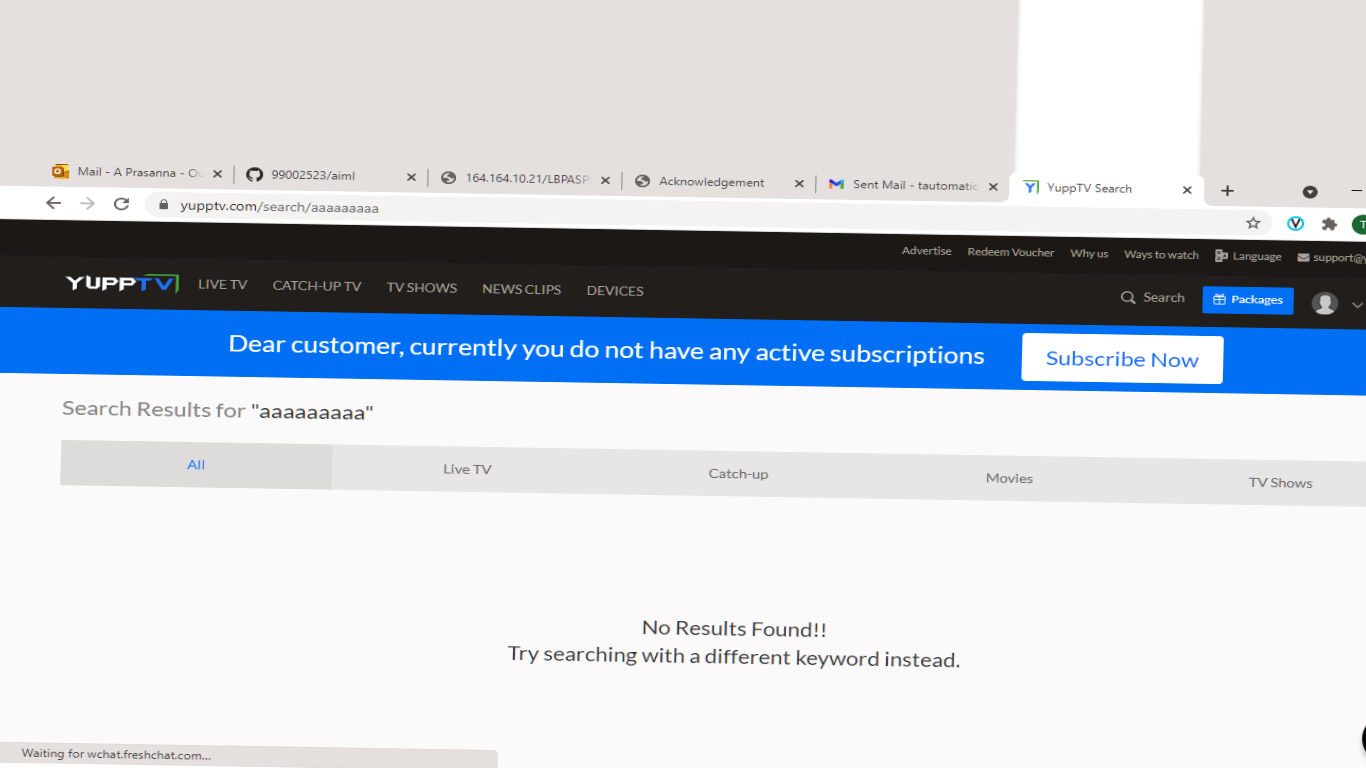 Mail - A Prasanna - Ou
99002523/aiml
164.164.10.21/LBPASP
Acknowledgement
Sent Mail - tautomatic
YuppTV Search
yupptv.com/search/aaaaaaaaa
T
Advertise Redeem Voucher Why us Ways to watch Language support@y
YUPPTV LIVE TV CATCH-UP TV TV SHOWS NEWS CLIPS DEVICES Search Packages
Dear customer, currently you do not have any active subscriptions Subscribe Now
Search Results for "aaaaaaaaa"
All Live TV Catch-up Movies TV Shows
No Results Found!!
Try searching with a different keyword instead.
Waiting for wchat.freshchat.com...